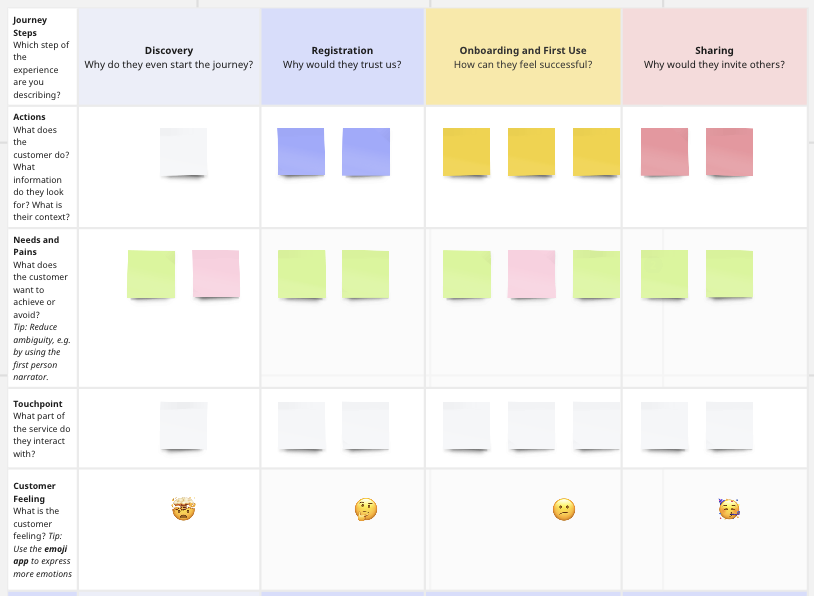 Journey
Steps
Which step of
the
experience
are you
describing?
Discovery
Why do they even start the journey?
Registration
Why would they trust us?
Onboarding and First Use
How can they feel successful?
Sharing
Why would they invite others?
Actions
What does
the
customer do?
What
information
do they look
for? What is
their context?
Needs and
Pains
What does
the customer
want to
achieve or
avoid?
Tip: Reduce
ambiguity, e.g.
by using the
first person
narrator.
Touchpoint
What part of
the service do
they interact
with?
Customer
Feeling
What is the
customer
feeling? Tip:
Use the emoji
app to express
more emotions